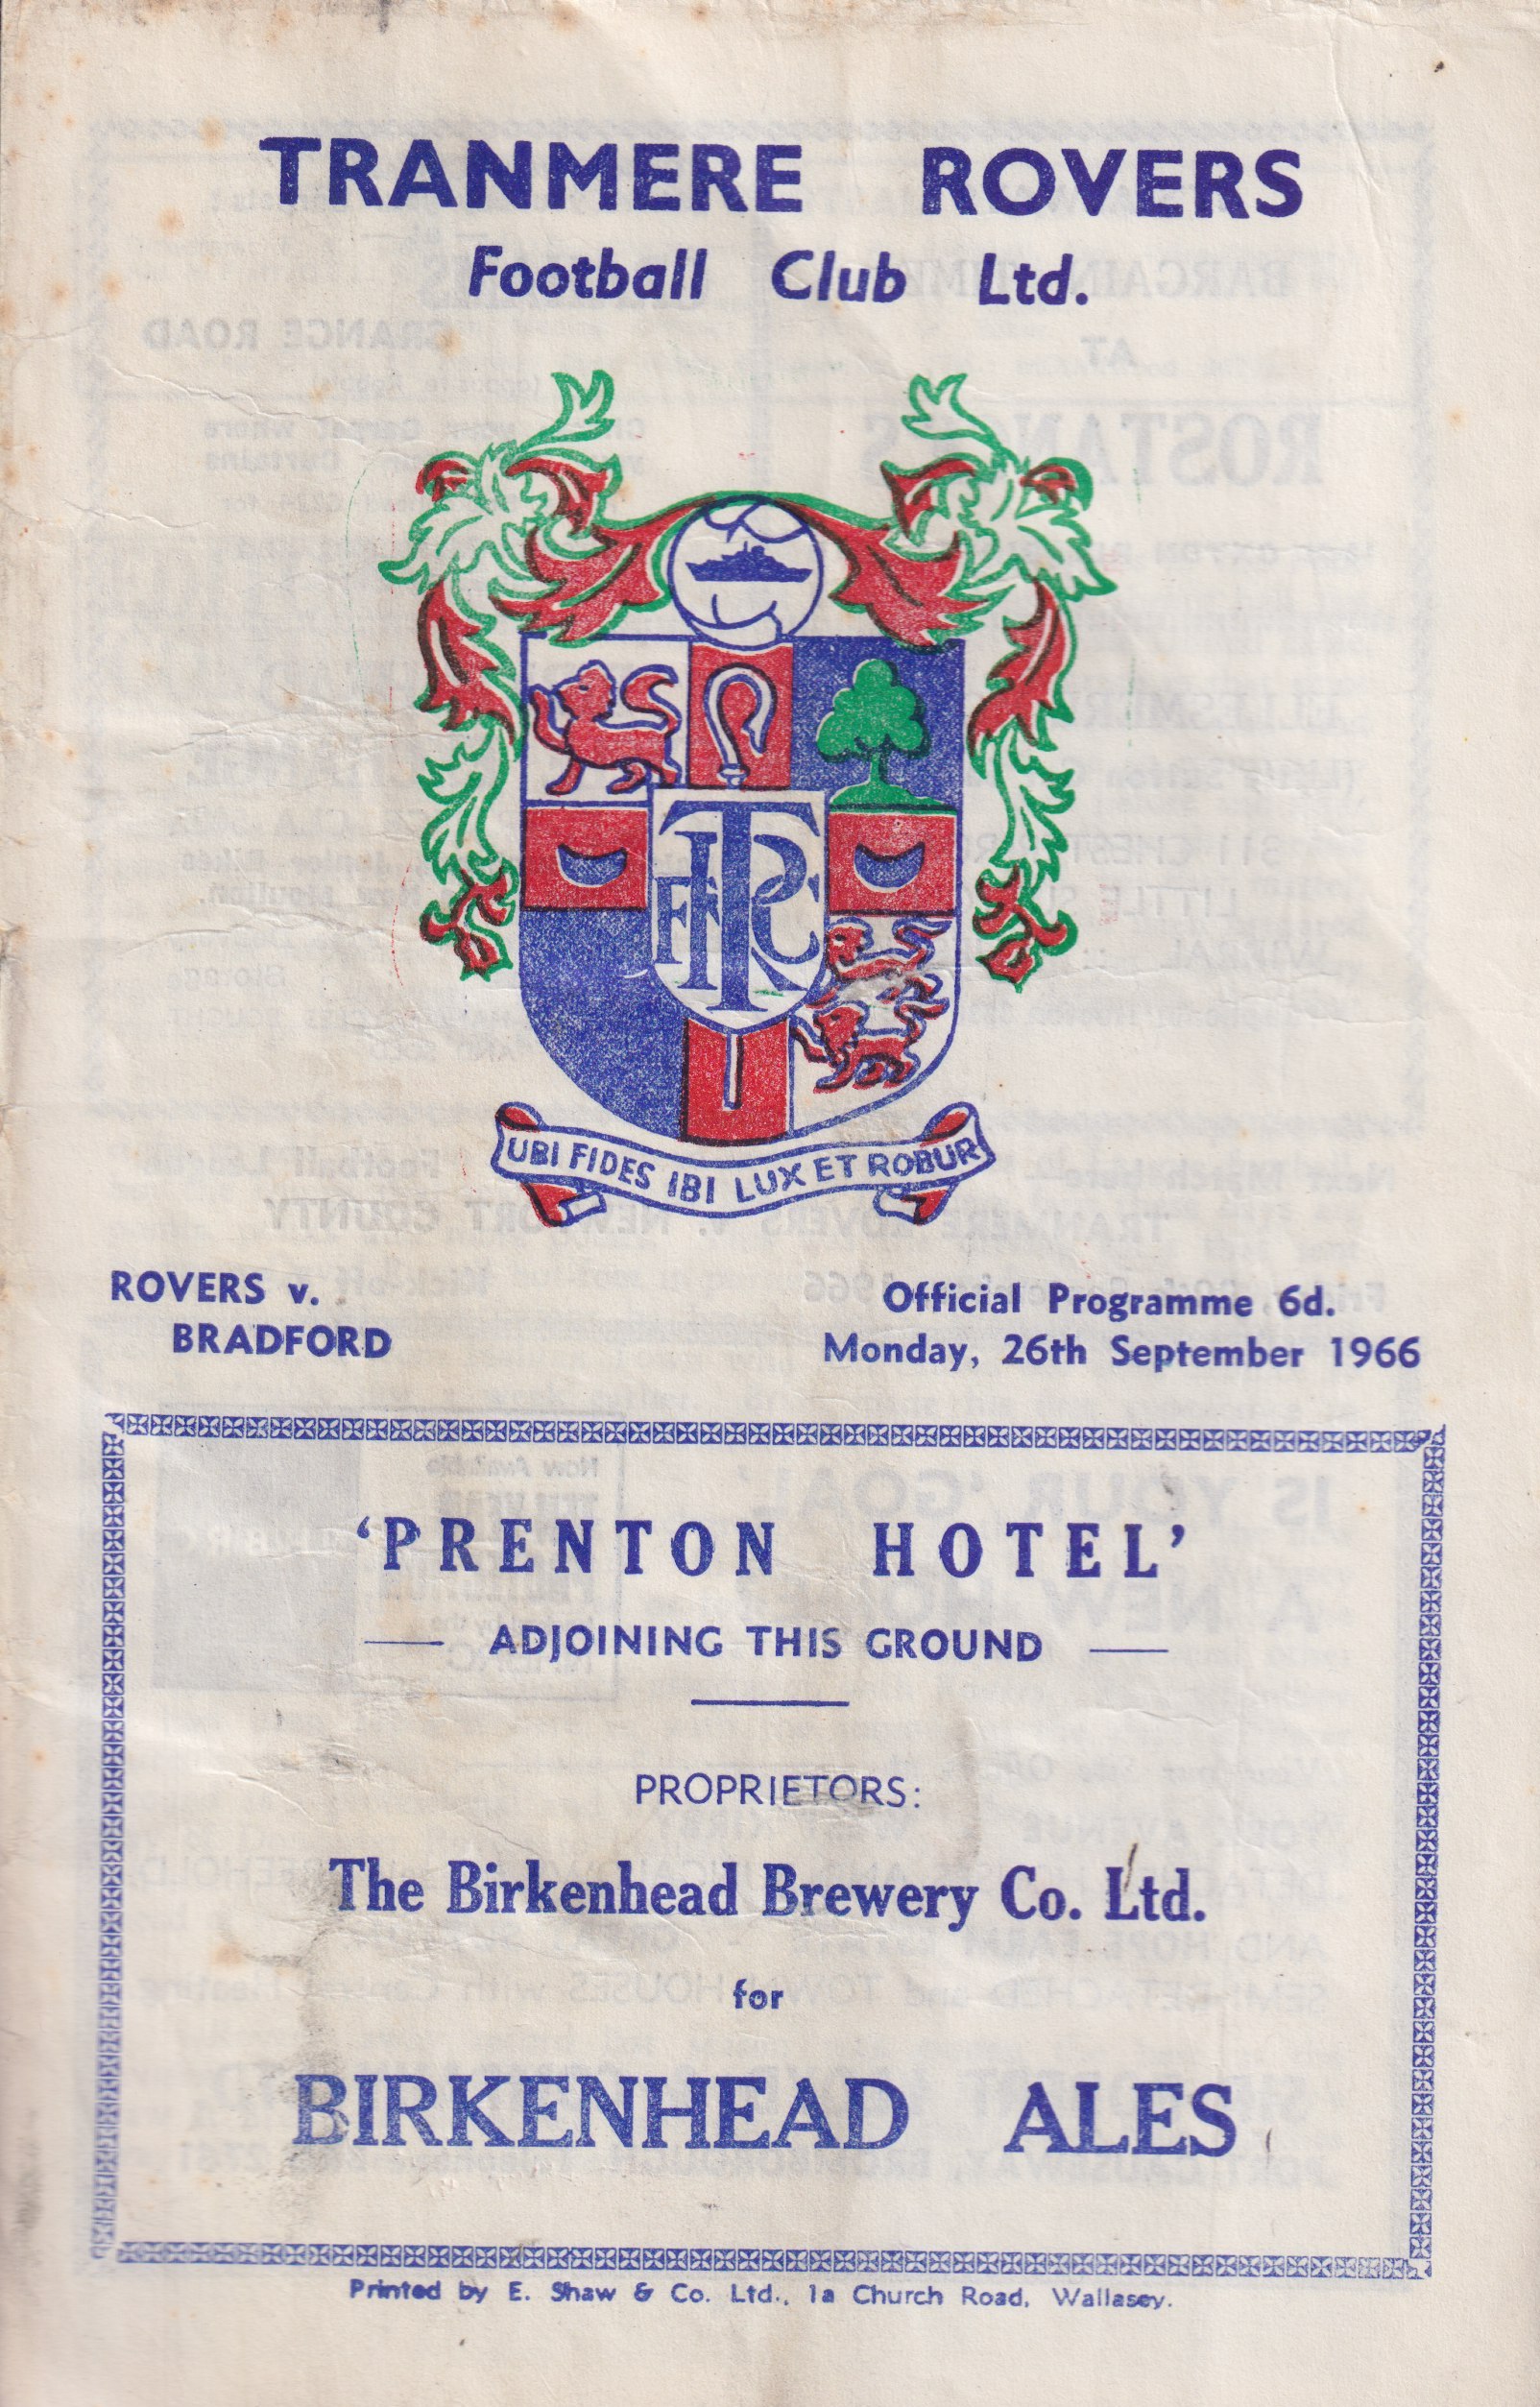 TRANMERE ROVERS
Football Club Ltd.
TRFC
UBI FIDES IBI LUX ET ROBUR
ROVERS v.
BRADFORD
Official Programme 6d.
Monday, 26th September 1966
'PRENTON HOTEL'
ADJOINING THIS GROUND
PROPRIETORS:
The Birkenhead Brewery Co. Ltd.
for
BIRKENHEAD ALES
Printed by E. Shaw & Co. Ltd., 1a Church Road, Wallasey.